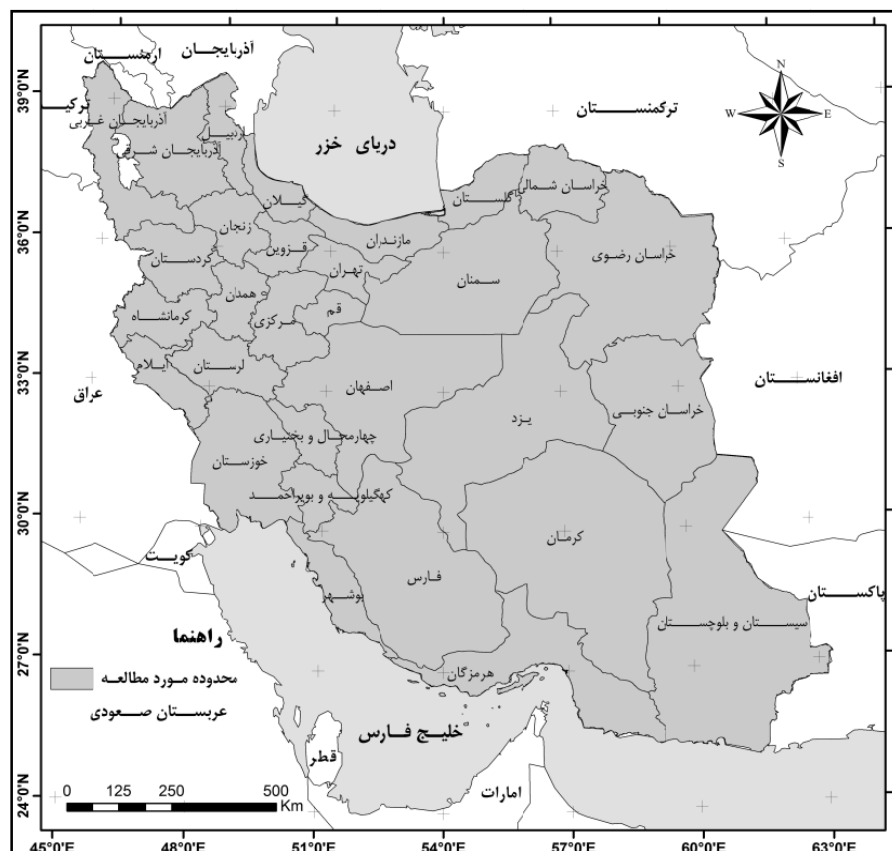 ارمنستان
آذربایجان
ترکیه
ترکمنستان
دریای خزر
N
W
E
S
آذربایجان غربی
اردبیل
آذربایجان شرقی
گیلان
گلستان
خراسان شمالی
زنجان
مازندران
قزوین
خراسان رضوی
کردستان
تهران
سمنان
همدان
قم
کرمانشاه
مرکزی
ایلام
لرستان
اصفهان
افغانستان
عراق
خراسان جنوبی
یزد
چهارمحال و بختیاری
خوزستان
کهگیلویه و بویراحمد
کرمان
کویت
فارس
پاکستان
بوشهر
سیستان و بلوچستان
راهنما
هرمزگان
محدوده مورد مطالعه
عربستان صعودی
خلیج فارس
قطر
امارات
0 125 250 500
Km
39°0'N
36°0'N
33°0'N
30°0'N
27°0'N
24°0'N
45°0'E 48°0'E 51°0'E 54°0'E 57°0'E 60°0'E 63°0'E